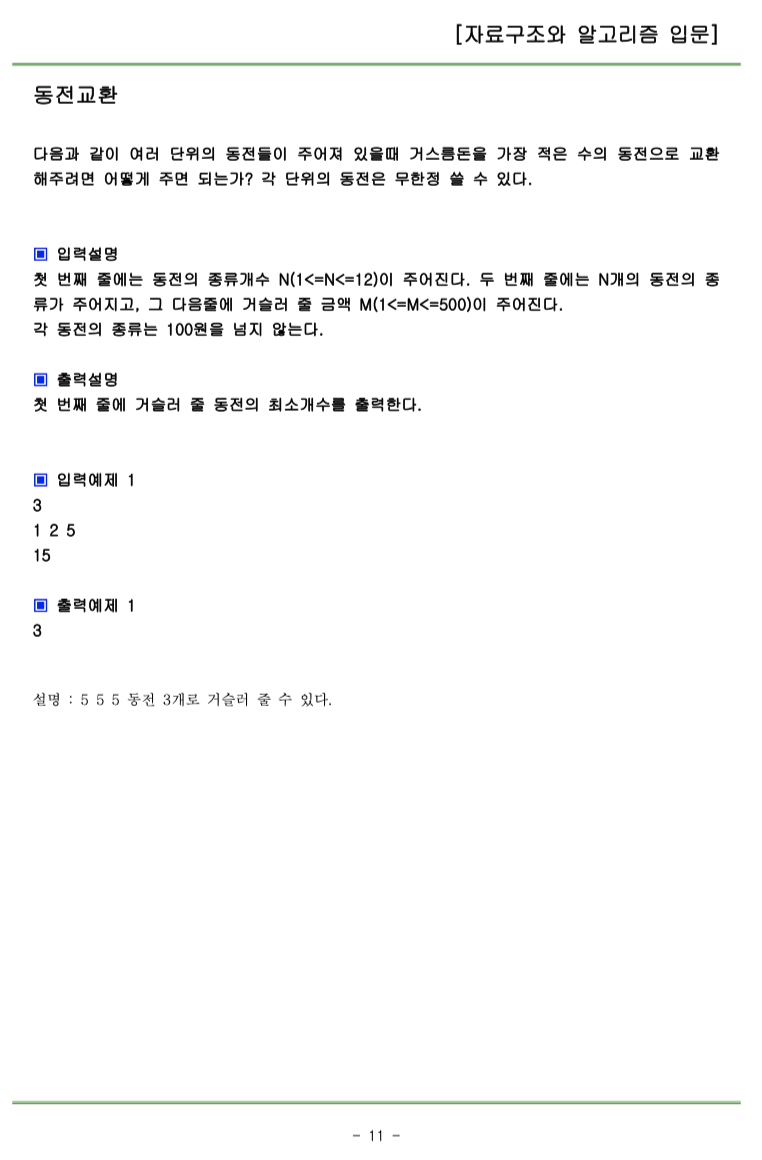 [자료구조와 알고리즘 입문]
동전교환
다음과 같이 여러 단위의 동전들이 주어져 있을때 거스름돈을 가장 적은 수의 동전으로 교환
해주려면 어떻게 주면 되는가? 각 단위의 동전은 무한정 쓸 수 있다.
▣ 입력설명
첫 번째 줄에는 동전의 종류개수 N(1<=N<=12)이 주어진다. 두 번째 줄에는 N개의 동전의 종
류가 주어지고, 그 다음줄에 거슬러 줄 금액 M(1<=M<=500)이 주어진다.
각 동전의 종류는 100원을 넘지 않는다.
▣ 출력설명
첫 번째 줄에 거슬러 줄 동전의 최소개수를 출력한다.
▣ 입력예제 1
3
1 2 5
15
▣ 출력예제 1
3
설명 : 5 5 5 동전 3개로 거슬러 줄 수 있다.
- 11 -